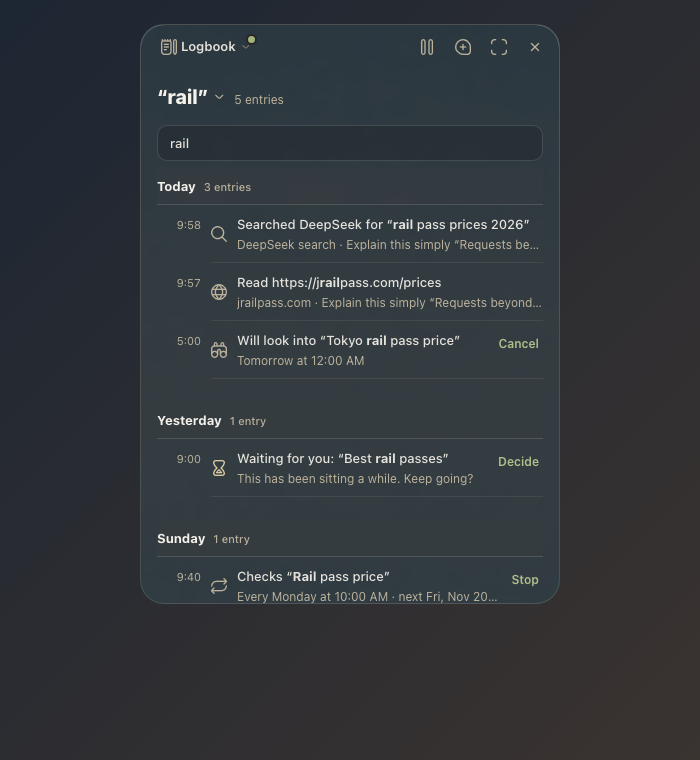 Logbook
“rail” 5 entries
rail
Today 3 entries
9:58 Searched DeepSeek for “rail pass prices 2026”
DeepSeek search · Explain this simply “Requests be…
9:57 Read https://jrailpass.com/prices
jrailpass.com · Explain this simply “Requests beyond…
5:00 Will look into “Tokyo rail pass price” Cancel
Tomorrow at 12:00 AM
Yesterday 1 entry
9:00 Waiting for you: “Best rail passes” Decide
This has been sitting a while. Keep going?
Sunday 1 entry
9:40 Checks “Rail pass price” Stop
Every Monday at 10:00 AM · next Fri, Nov 20…